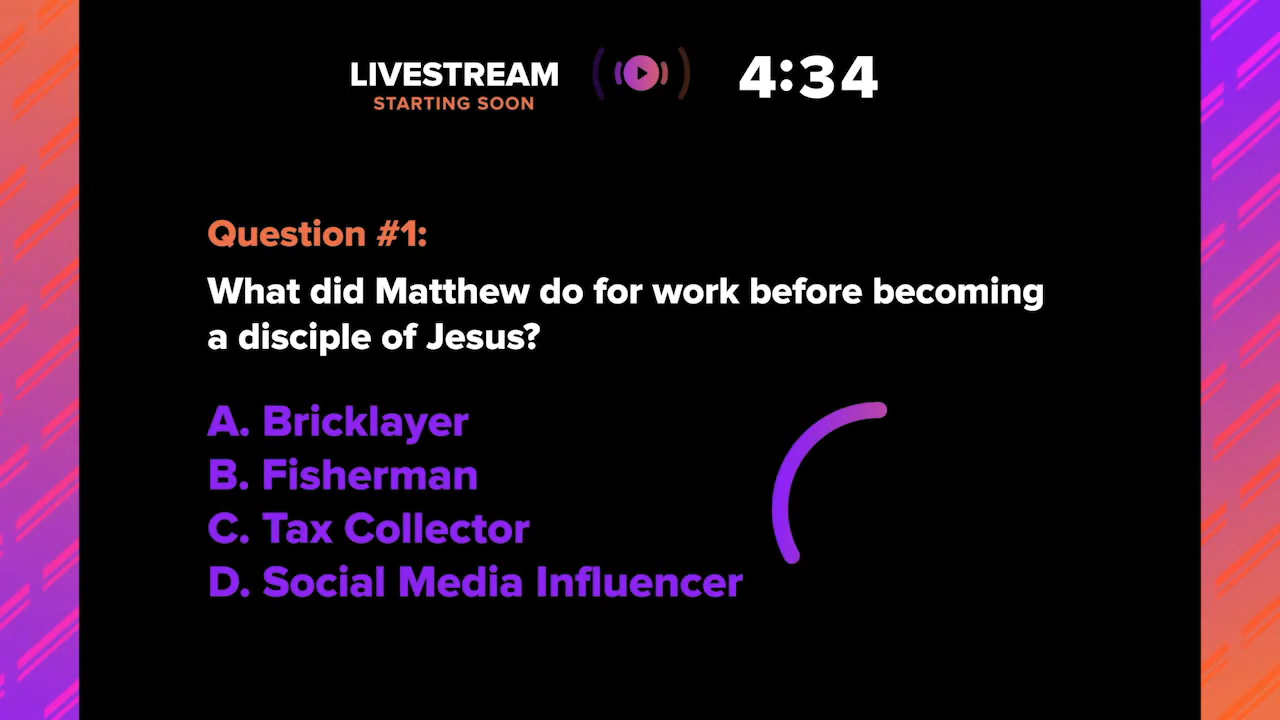 LIVESTREAM
STARTING SOON
4:34
Question #1:
What did Matthew do for work before becoming
a disciple of Jesus?
A. Bricklayer
B. Fisherman
C. Tax Collector
D. Social Media Influencer